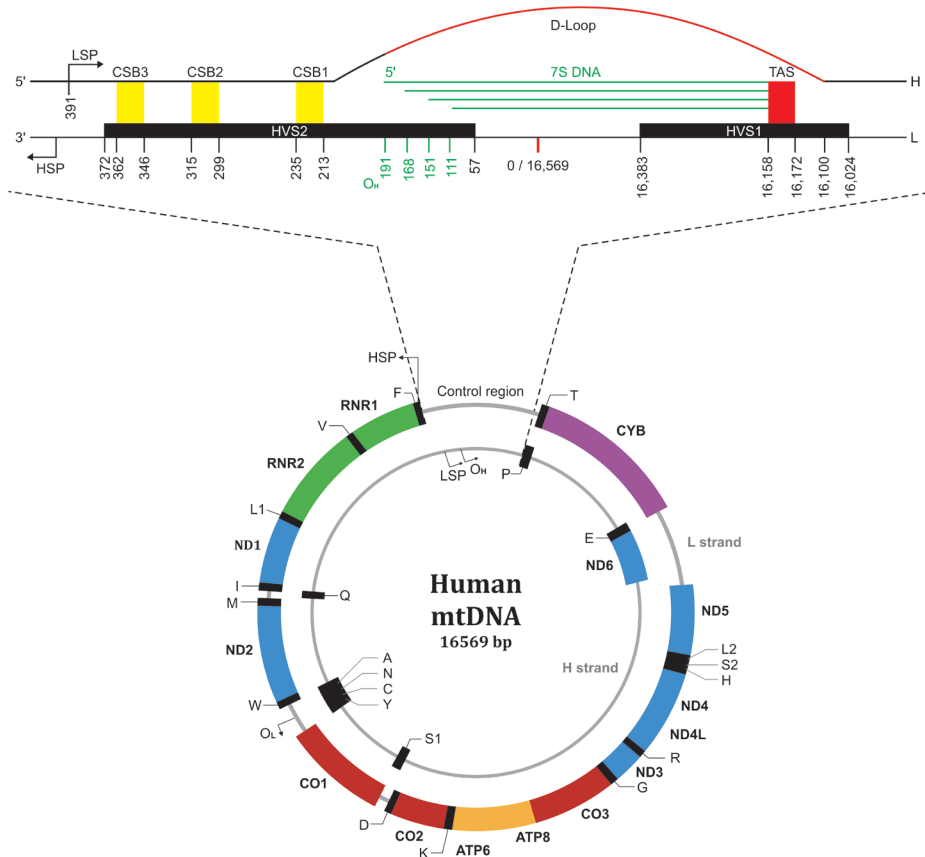 D-Loop
LSP
CSB3
CSB2
CSB1
5'
7S DNA
TAS
5'
H
391
HVS2
HVS1
3'
L
HSP
372
362
346
315
299
235
213
OH
191
168
151
111
57
0 / 16,569
16,383
16,158
16,172
16,100
16,024
HSP
Control region
T
F
RNR1
CYB
V
RNR2
LSP
OH
P
L1
E
L strand
ND1
ND6
I
Q
M
Human
mtDNA
16569 bp
ND5
ND2
L2
A
S2
N
H strand
H
C
W
Y
ND4
OL
ND4L
S1
R
ND3
CO1
G
D
CO2
CO3
K
ATP6
ATP8